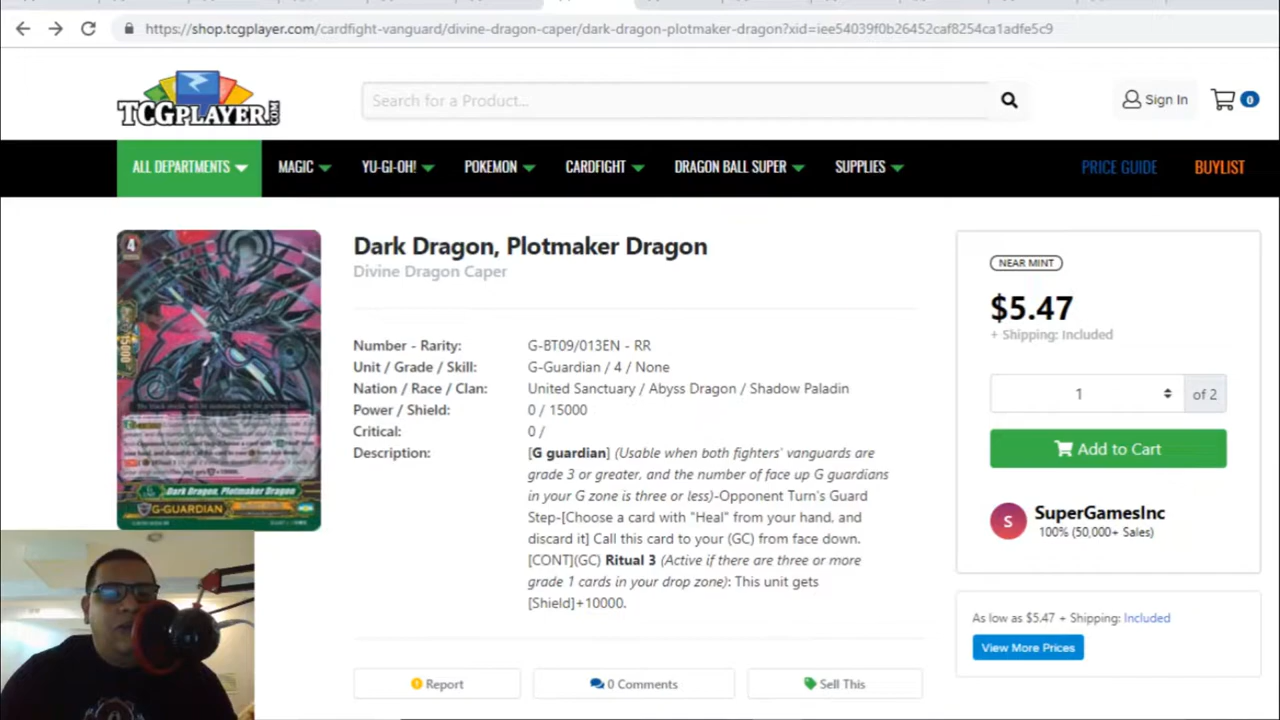 https://shop.tcgplayer.com/cardfight-vanguard/divine-dragon-caper/dark-dragon-plotmaker-dragon?xid=iee54039f0b26452caf8254ca1adfe5c9
TCGPLAYER.COM
Search for a Product...
Sign In
0
ALL DEPARTMENTS
MAGIC
YU-GI-OH!
POKEMON
CARDFIGHT
DRAGON BALL SUPER
SUPPLIES
PRICE GUIDE
BUYLIST
4
15000
Dark Dragon, Plotmaker Dragon
G-GUARDIAN
Dark Dragon, Plotmaker Dragon
Divine Dragon Caper
Number - Rarity: G-BT09/013EN - RR
Unit / Grade / Skill: G-Guardian / 4 / None
Nation / Race / Clan: United Sanctuary / Abyss Dragon / Shadow Paladin
Power / Shield: 0 / 15000
Critical: 0 /
Description: [G guardian] (Usable when both fighters' vanguards are
grade 3 or greater, and the number of face up G guardians
in your G zone is three or less)-Opponent Turn's Guard
Step-[Choose a card with "Heal" from your hand, and
discard it] Call this card to your (GC) from face down.
[CONT](GC) Ritual 3 (Active if there are three or more
grade 1 cards in your drop zone): This unit gets
[Shield]+10000.
Report
0 Comments
Sell This
NEAR MINT
$5.47
+ Shipping: Included
1
of 2
Add to Cart
S
SuperGamesInc
100% (50,000+ Sales)
As low as $5.47 + Shipping: Included
View More Prices